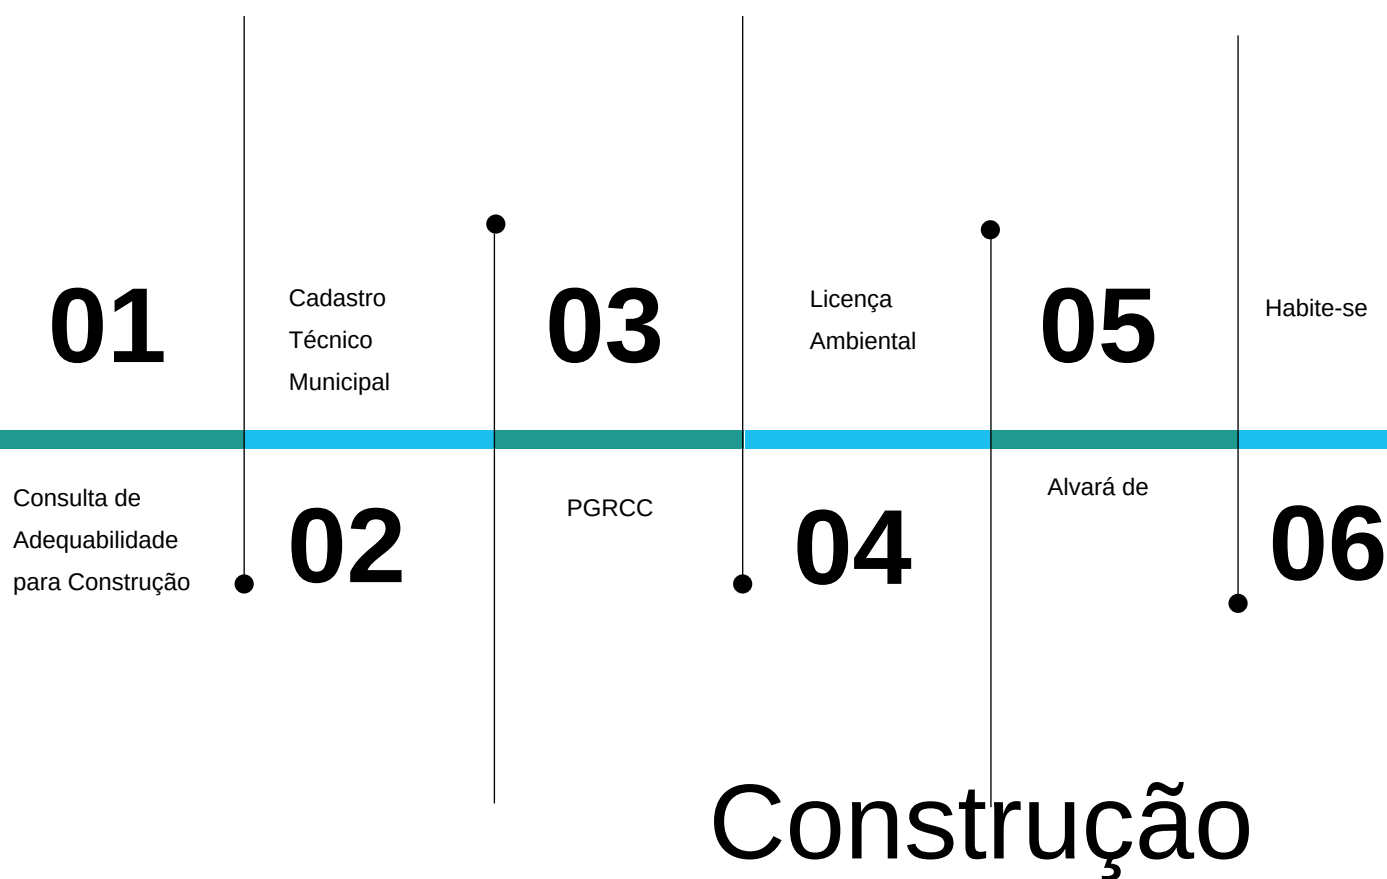 01
Consulta de
Adequabilidade
para Construção
Cadastro
Técnico
Municipal
02
03
PGRCC
Licença
Ambiental
04
05
Alvará de
Construção
Habite-se
06